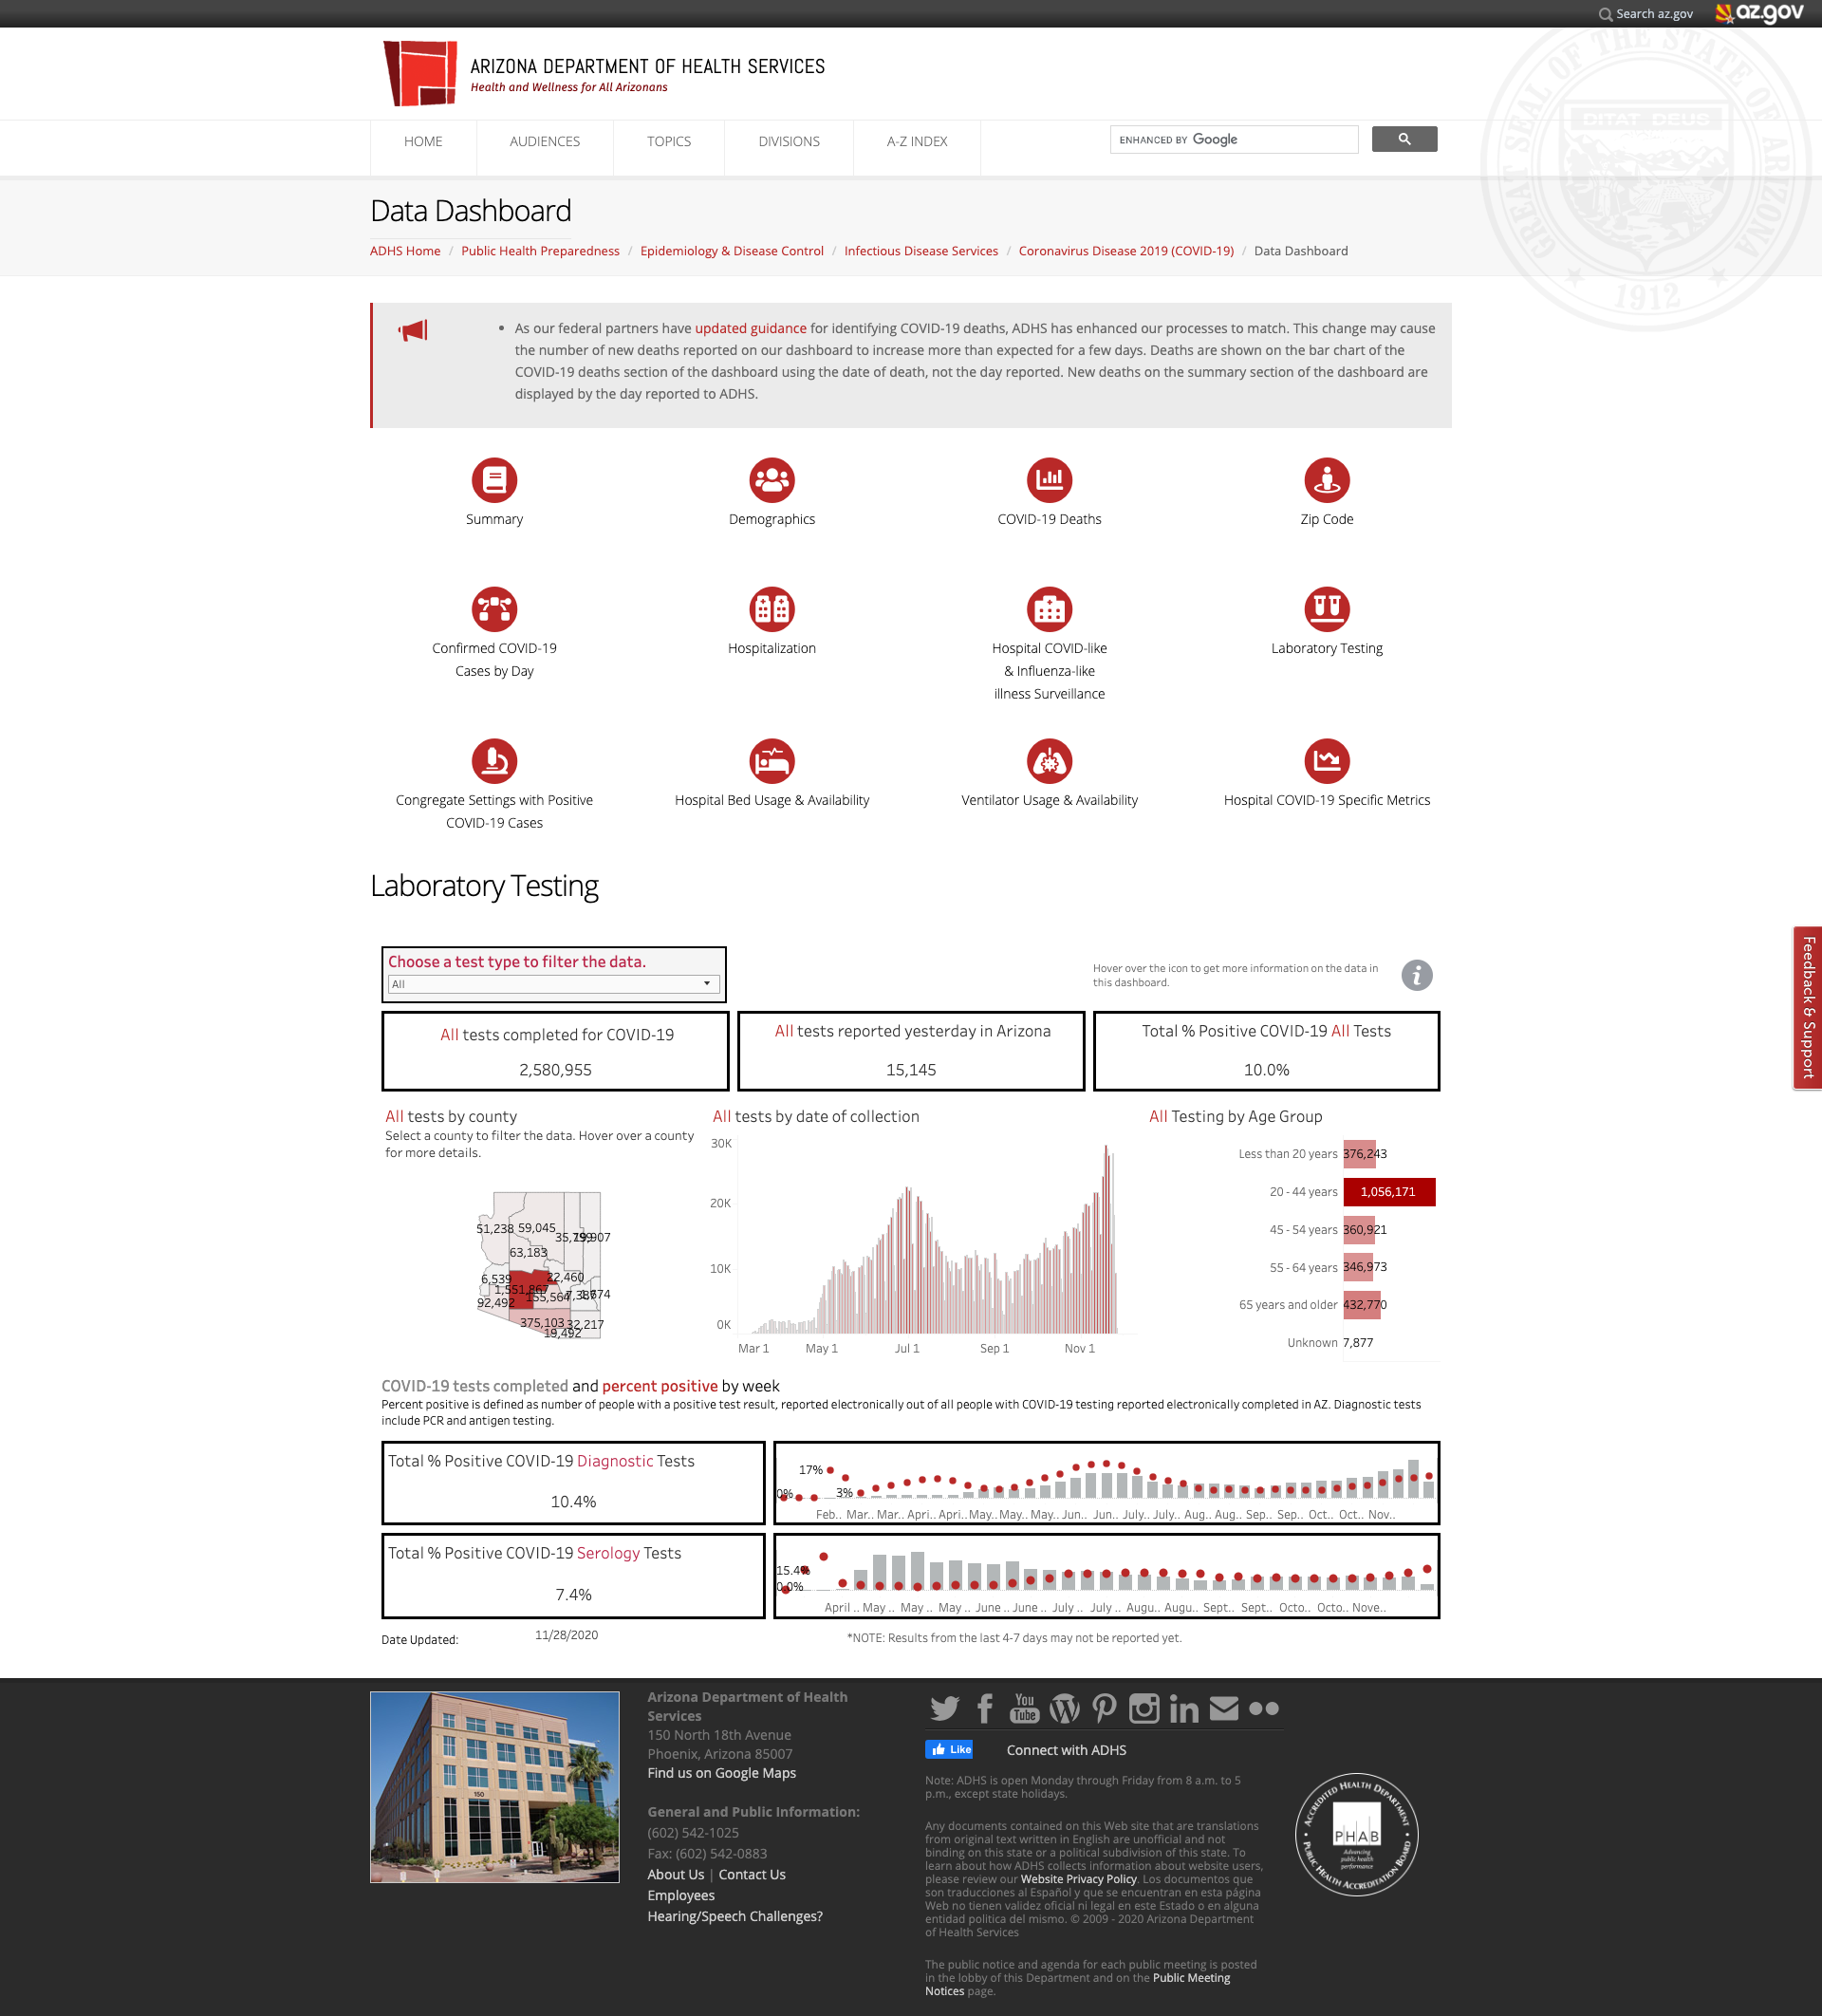 Search az.gov az.gov
ARIZONA DEPARTMENT OF HEALTH SERVICES
Health and Wellness for All Arizonans
GREAT SEAL OF THE STATE OF ARIZONA
DITAT DEUS
1912
HOME AUDIENCES TOPICS DIVISIONS A-Z INDEX
ENHANCED BY Google
Data Dashboard
ADHS Home / Public Health Preparedness / Epidemiology & Disease Control / Infectious Disease Services / Coronavirus Disease 2019 (COVID-19) / Data Dashboard
• As our federal partners have updated guidance for identifying COVID-19 deaths, ADHS has enhanced our processes to match. This change may cause
the number of new deaths reported on our dashboard to increase more than expected for a few days. Deaths are shown on the bar chart of the
COVID-19 deaths section of the dashboard using the date of death, not the day reported. New deaths on the summary section of the dashboard are
displayed by the day reported to ADHS.
Summary
Demographics
COVID-19 Deaths
Zip Code
Confirmed COVID-19
Cases by Day
Hospitalization
Hospital COVID-like
& Influenza-like
illness Surveillance
Laboratory Testing
Congregate Settings with Positive
COVID-19 Cases
Hospital Bed Usage & Availability
Ventilator Usage & Availability
Hospital COVID-19 Specific Metrics
Laboratory Testing
Feedback & Support
Choose a test type to filter the data.
All
Hover over the icon to get more information on the data in
this dashboard.
All tests completed for COVID-19
2,580,955
All tests reported yesterday in Arizona
15,145
Total % Positive COVID-19 All Tests
10.0%
All tests by county
Select a county to filter the data. Hover over a county
for more details.
51,238
59,045
63,183
6,539
22,460
1,551,867
155,564
92,492
375,103
32,217
19,492
All tests by date of collection
30K
20K
10K
0K
Mar 1 May 1 Jul 1 Sep 1 Nov 1
All Testing by Age Group
Less than 20 years 376,243
20 - 44 years 1,056,171
45 - 54 years 360,921
55 - 64 years 346,973
65 years and older 432,770
Unknown 7,877
COVID-19 tests completed and percent positive by week
Percent positive is defined as number of people with a positive test result, reported electronically out of all people with COVID-19 testing reported electronically completed in AZ. Diagnostic tests
include PCR and antigen testing.
Total % Positive COVID-19 Diagnostic Tests
10.4%
17%
0%
3%
Feb.. Mar.. Mar.. Apri.. Apri.. May.. May.. May.. Jun.. Jun.. July.. July.. Aug.. Aug.. Sep.. Sep.. Oct.. Oct.. Nov..
Total % Positive COVID-19 Serology Tests
7.4%
15.4%
0.0%
April .. May .. May .. May .. June .. June .. July .. July .. Augu.. Augu.. Sept.. Sept.. Octo.. Octo.. Nove..
Date Updated: 11/28/2020
*NOTE: Results from the last 4-7 days may not be reported yet.
150
Arizona Department of Health
Services
150 North 18th Avenue
Phoenix, Arizona 85007
Find us on Google Maps
General and Public Information:
(602) 542-1025
Fax: (602) 542-0883
About Us | Contact Us
Employees
Hearing/Speech Challenges?
You
Tube
Like
Connect with ADHS
Note: ADHS is open Monday through Friday from 8 a.m. to 5
p.m., except state holidays.
Any documents contained on this Web site that are translations
from original text written in English are unofficial and not
binding on this state or a political subdivision of this state. To
learn about how ADHS collects information about website users,
please review our Website Privacy Policy. Los documentos que
son traducciones al Español y que se encuentran en esta página
Web no tienen validez oficial ni legal en este Estado o en alguna
entidad politica del mismo. © 2009 - 2020 Arizona Department
of Health Services
The public notice and agenda for each public meeting is posted
in the lobby of this Department and on the Public Meeting
Notices page.
ACCREDITED HEALTH DEPARTMENT
PHAB
Advancing
public health
performance
PUBLIC HEALTH ACCREDITATION BOARD